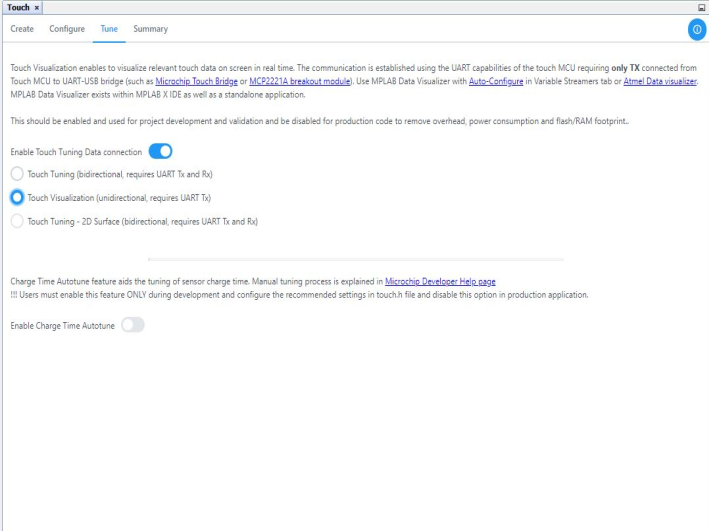 Touch ×
Create Configure Tune Summary
Touch Visualization enables to visualize relevant touch data on screen in real time. The communication is established using the UART capabilities of the touch MCU requiring only TX connected from
Touch MCU to UART-USB bridge (such as Microchip Touch Bridge or MCP2221A breakout module). Use MPLAB Data Visualizer with Auto-Configure in Variable Streamers tab or Atmel Data visualizer.
MPLAB Data Visualizer exists within MPLAB X IDE as well as a standalone application.
This should be enabled and used for project development and validation and be disabled for production code to remove overhead, power consumption and flash/RAM footprint..
Enable Touch Tuning Data connection
Touch Tuning (bidirectional, requires UART Tx and Rx)
Touch Visualization (unidirectional, requires UART Tx)
Touch Tuning - 2D Surface (bidirectional, requires UART Tx and Rx)
Charge Time Autotune feature aids the tuning of sensor charge time. Manual tuning process is explained in Microchip Developer Help page
!!! Users must enable this feature ONLY during development and configure the recommended settings in touch.h file and disable this option in production application.
Enable Charge Time Autotune